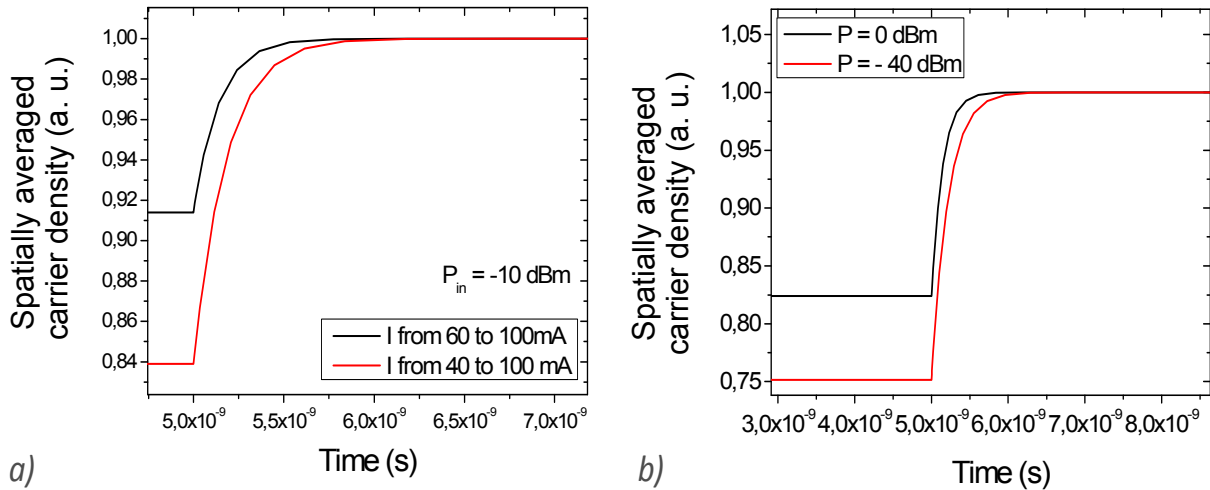 Spatially averaged
carrier density (a. u.)
1,00
0,98
0,96
0,94
0,92
0,90
0,88
0,86
0,84
P_in = -10 dBm
I from 60 to 100mA
I from 40 to 100 mA
5,0x10^-9
5,5x10^-9
6,0x10^-9
6,5x10^-9
7,0x10^-9
Time (s)
a)
Spatially averaged
carrier density (a. u.)
1,05
1,00
0,95
0,90
0,85
0,80
0,75
P = 0 dBm
P = - 40 dBm
3,0x10^-9
4,0x10^-9
5,0x10^-9
6,0x10^-9
7,0x10^-9
8,0x10^-9
Time (s)
b)